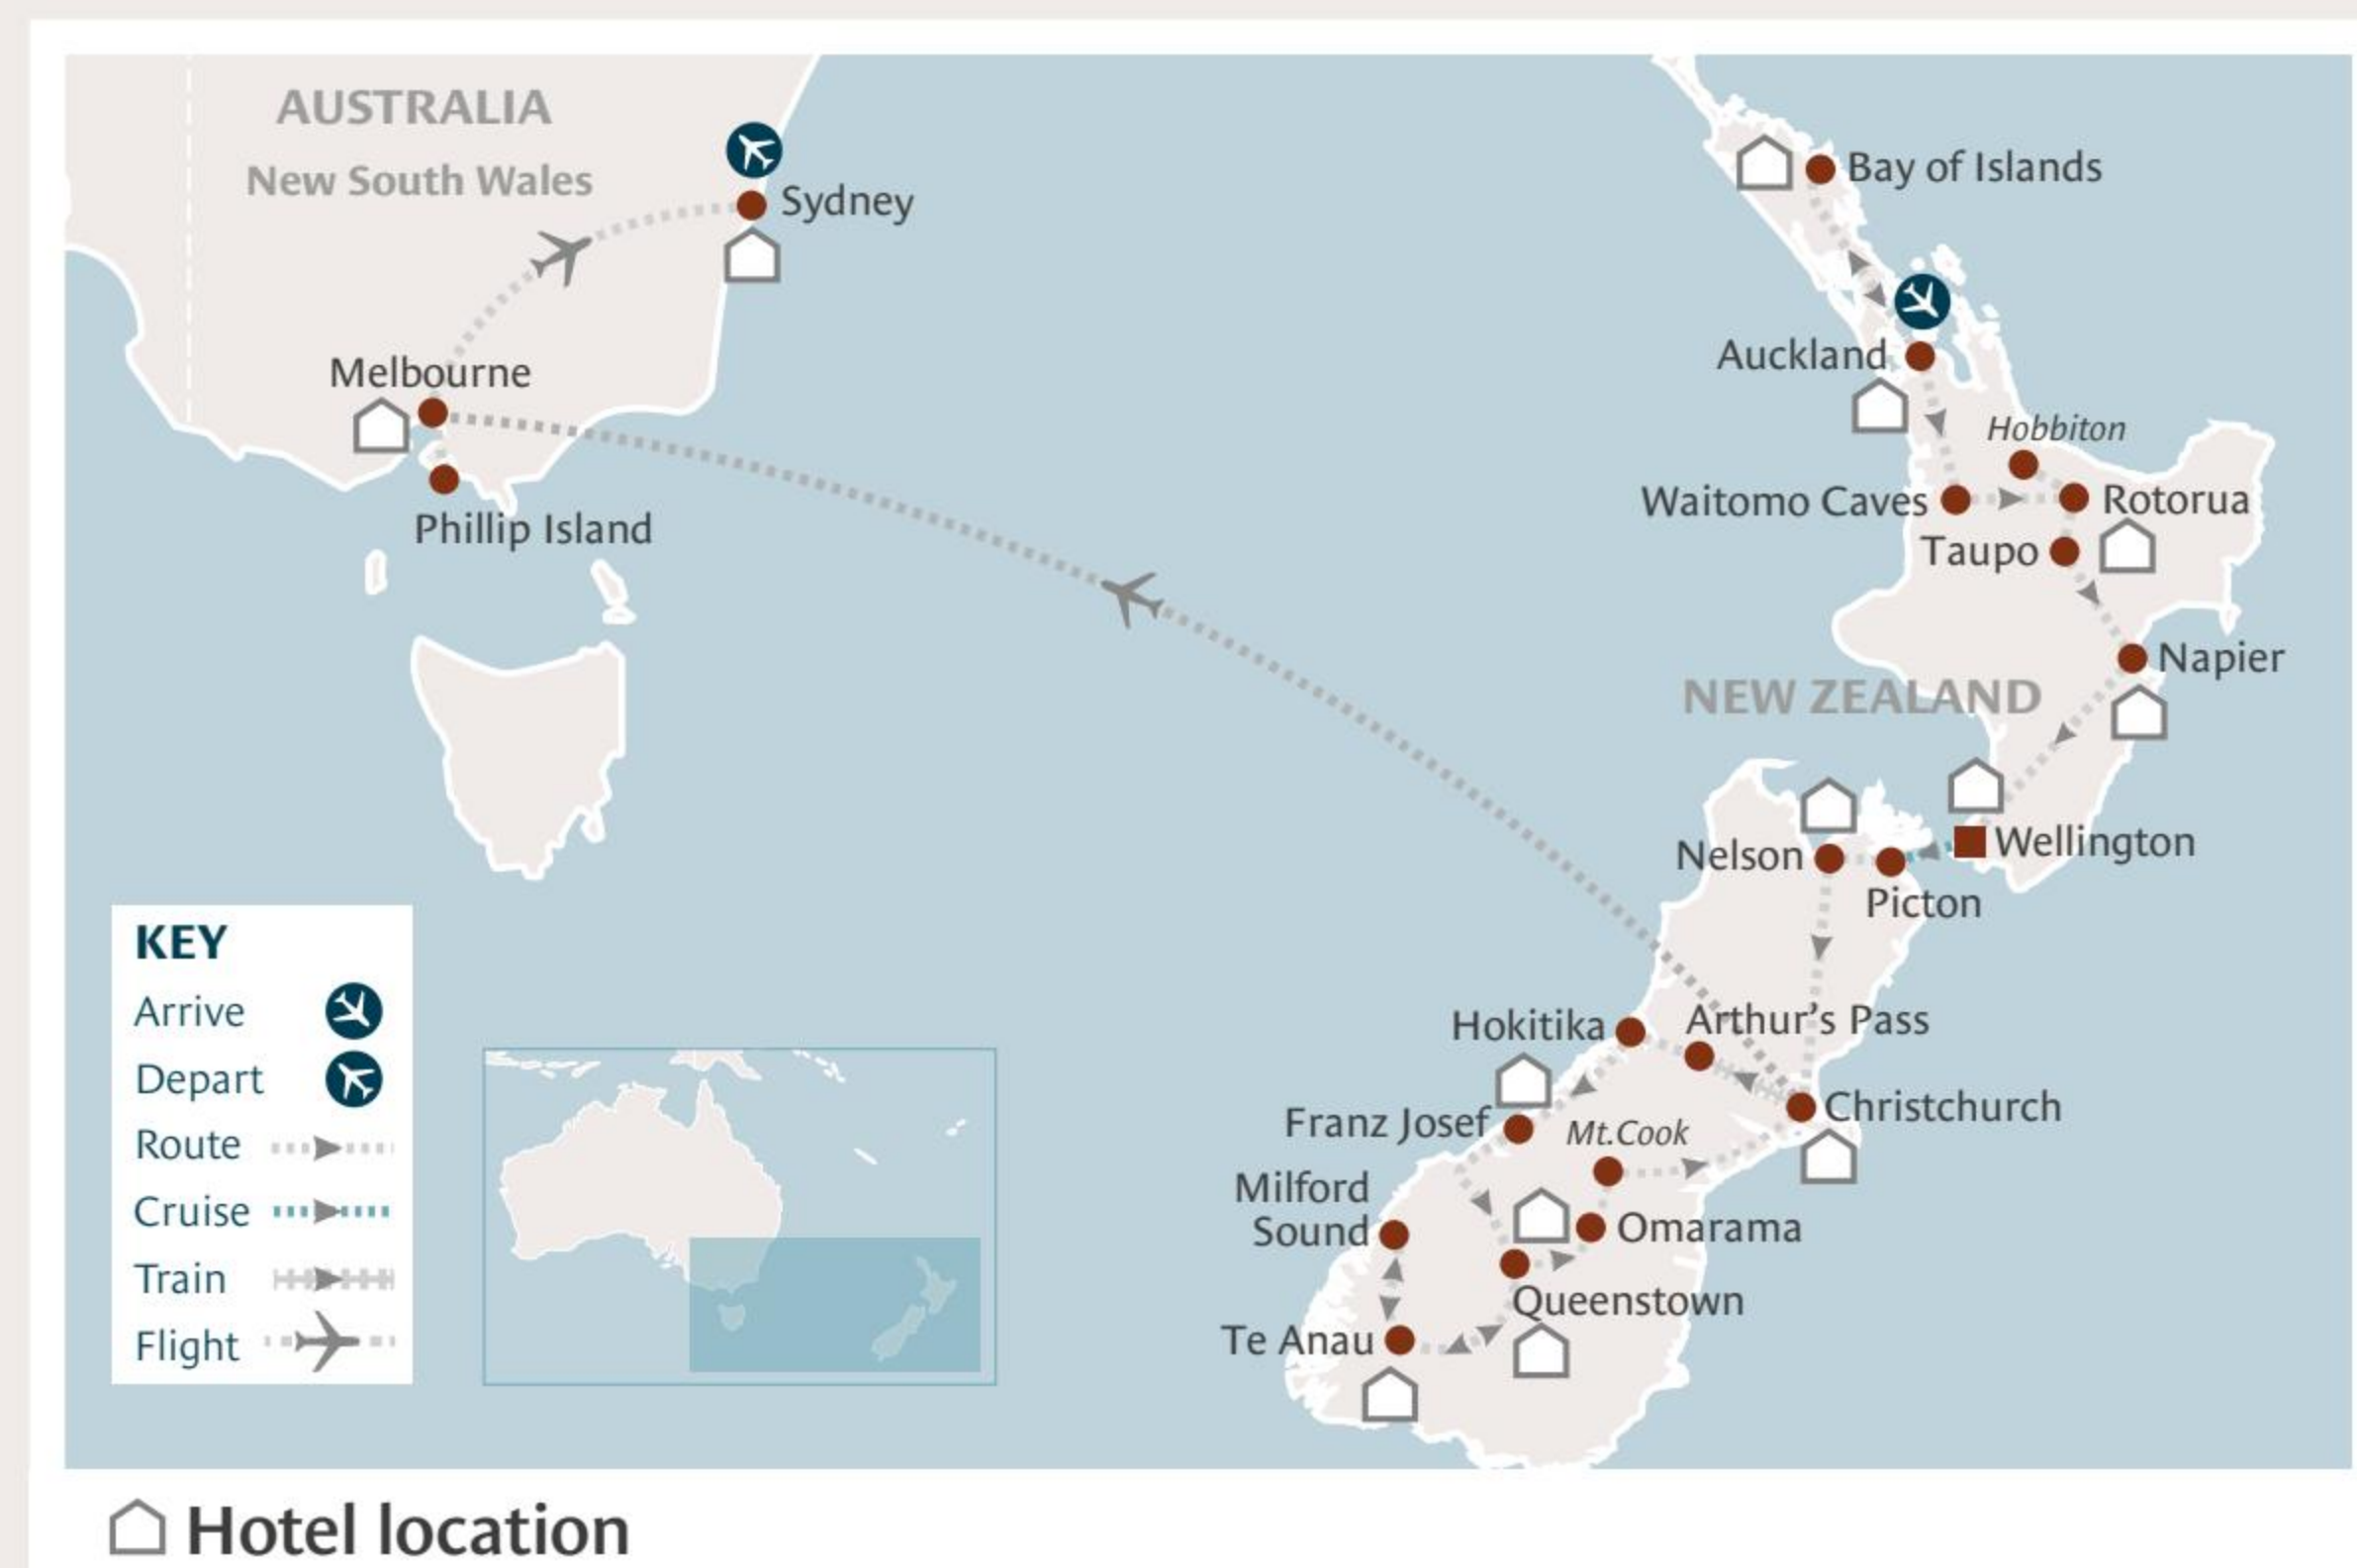 AUSTRALIA
New South Wales
Sydney
Melbourne
Phillip Island
Bay of Islands
Auckland
Hobbiton
Waitomo Caves
Rotorua
Taupo
Napier
NEW ZEALAND
Wellington
Nelson
Picton
Hokitika
Arthur's Pass
Christchurch
Franz Josef
Mt.Cook
Milford
Sound
Omarama
Queenstown
Te Anau
KEY
Arrive
Depart
Route
Cruise
Train
Flight
Hotel location